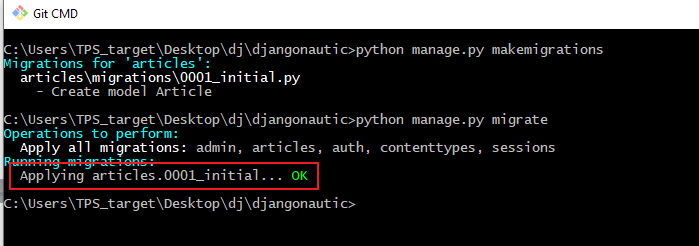 Git CMD
C:\Users\TPS_target\Desktop\dj\djangonautic>python manage.py makemigrations
Migrations for 'articles':
  articles\migrations\0001_initial.py
    - Create model Article
C:\Users\TPS_target\Desktop\dj\djangonautic>python manage.py migrate
Operations to perform:
  Apply all migrations: admin, articles, auth, contenttypes, sessions
Running migrations:
  Applying articles.0001_initial... OK
C:\Users\TPS_target\Desktop\dj\djangonautic>